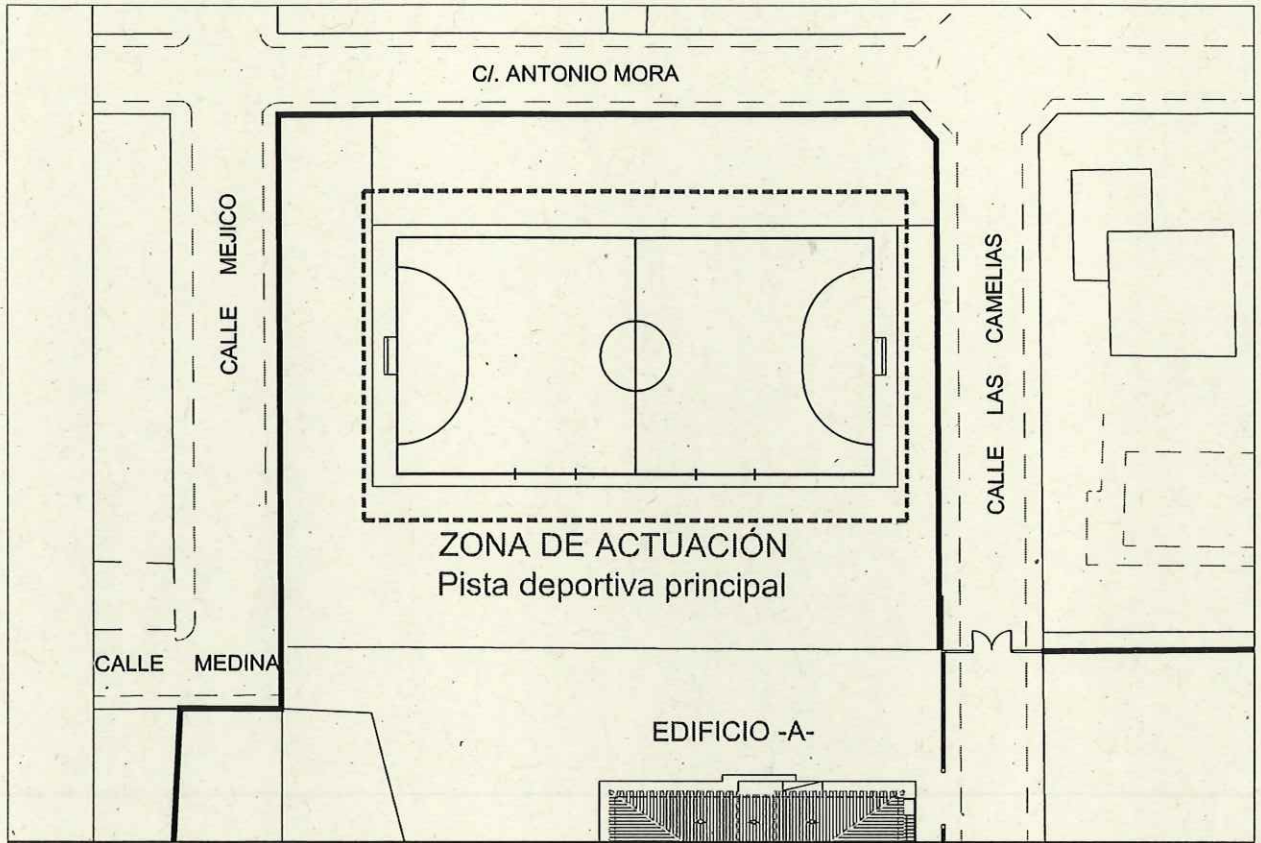 C/. ANTONIO MORA
CALLE MEJICO
CALLE LAS CAMELIAS
ZONA DE ACTUACIÓN
Pista deportiva principal
CALLE MEDINA
EDIFICIO -A-